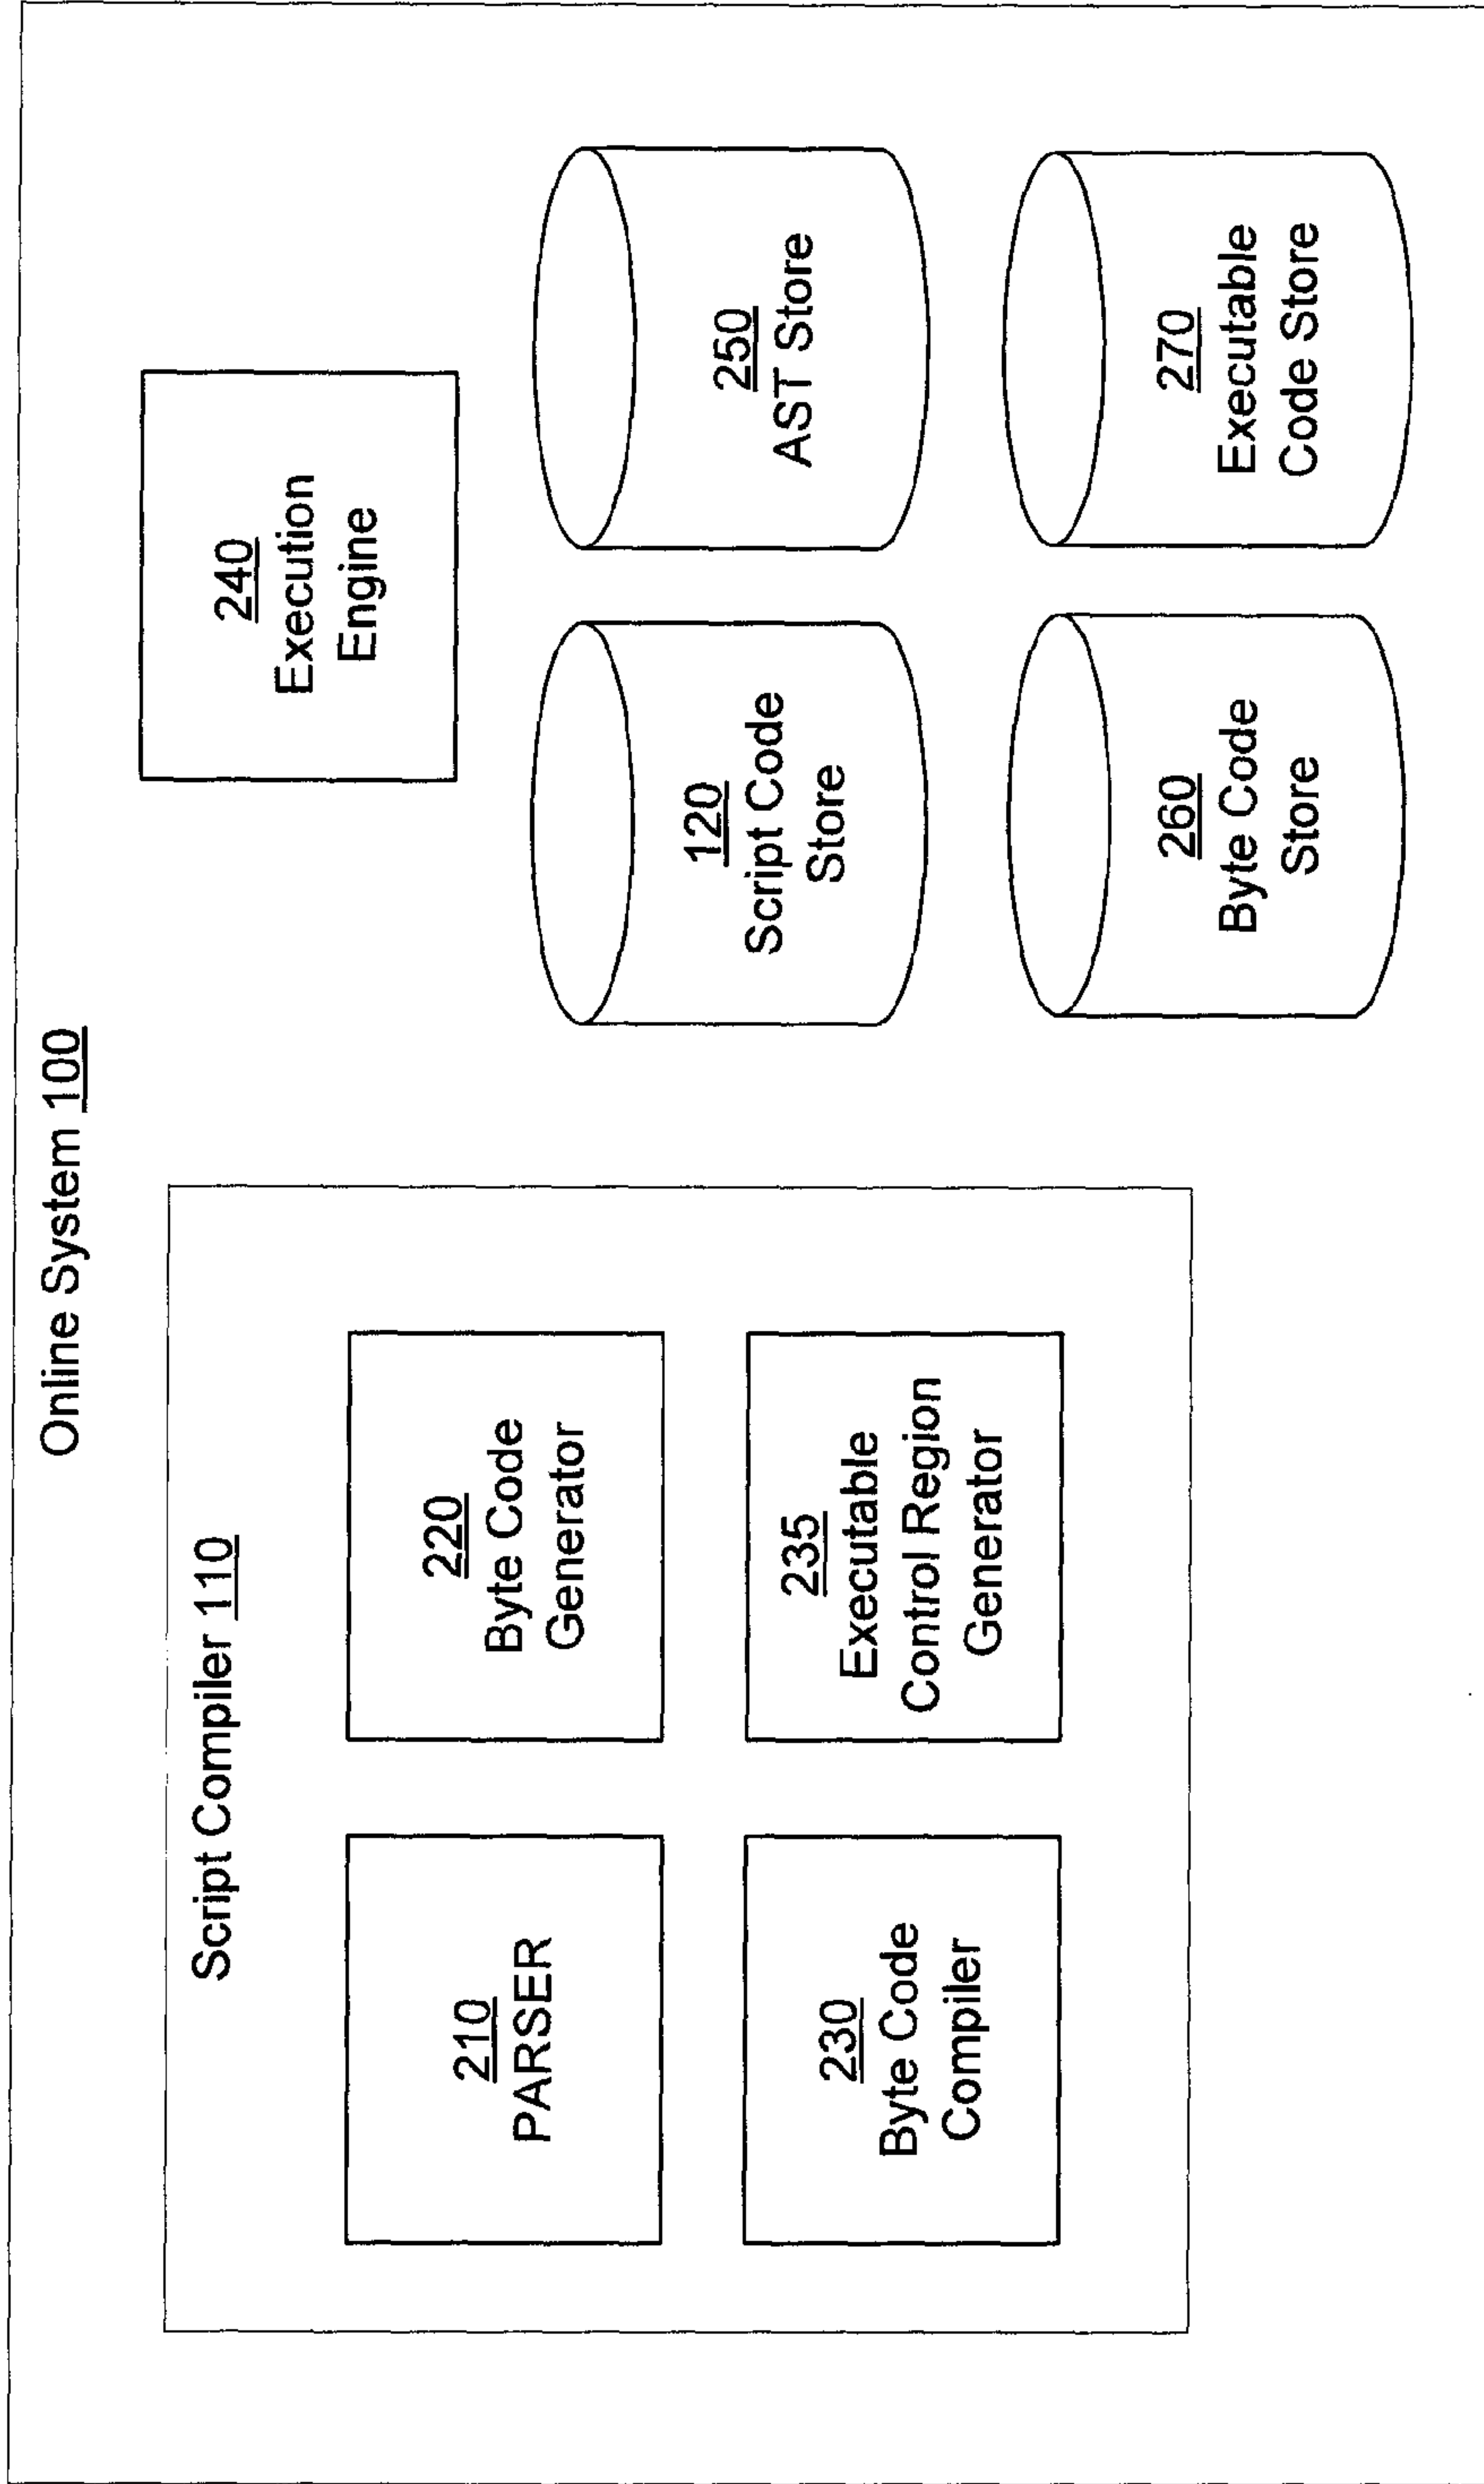 Online System 100
Script Compiler 110
210
PARSER
220
Byte Code
Generator
230
Byte Code
Compiler
235
Executable
Control Region
Generator
240
Execution
Engine
120
Script Code
Store
250
AST Store
260
Byte Code
Store
270
Executable
Code Store